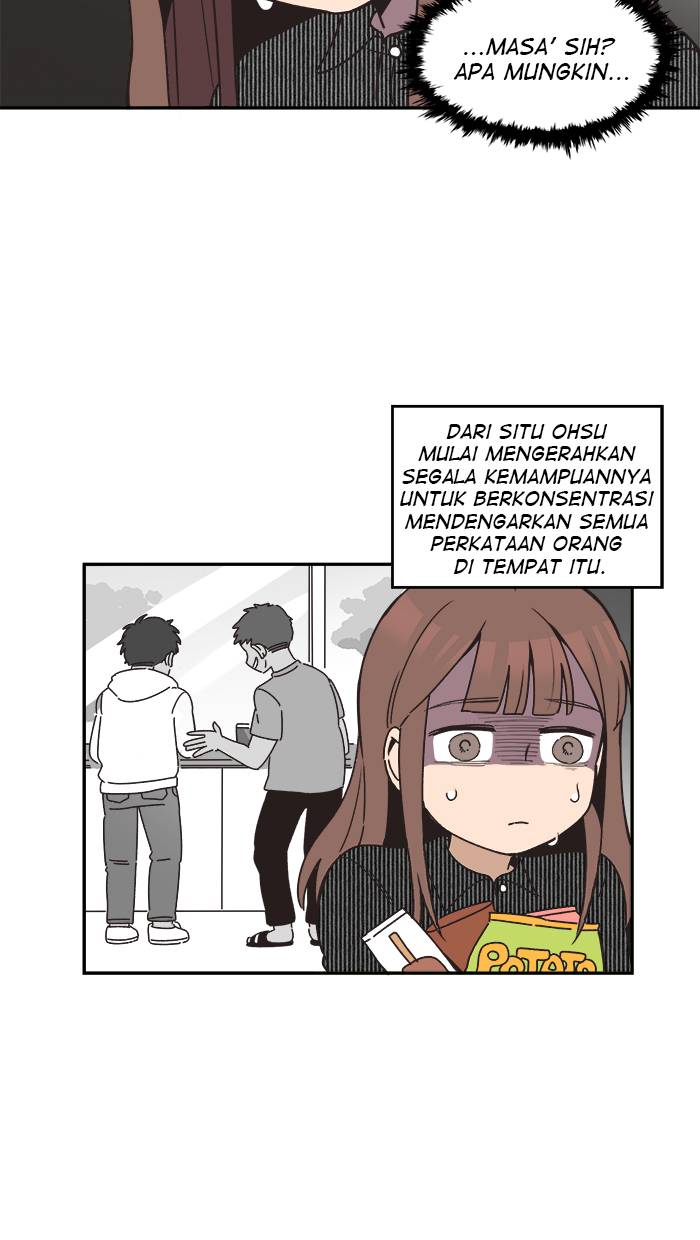 ...MASA' SIH?
APA MUNGKIN...
DARI SITU OHSU
MULAI MENGERAHKAN
SEGALA KEMAMPUANNYA
UNTUK BERKONSENTRASI
MENDENGARKAN SEMUA
PERKATAAN ORANG
DI TEMPAT ITU.
POTATO